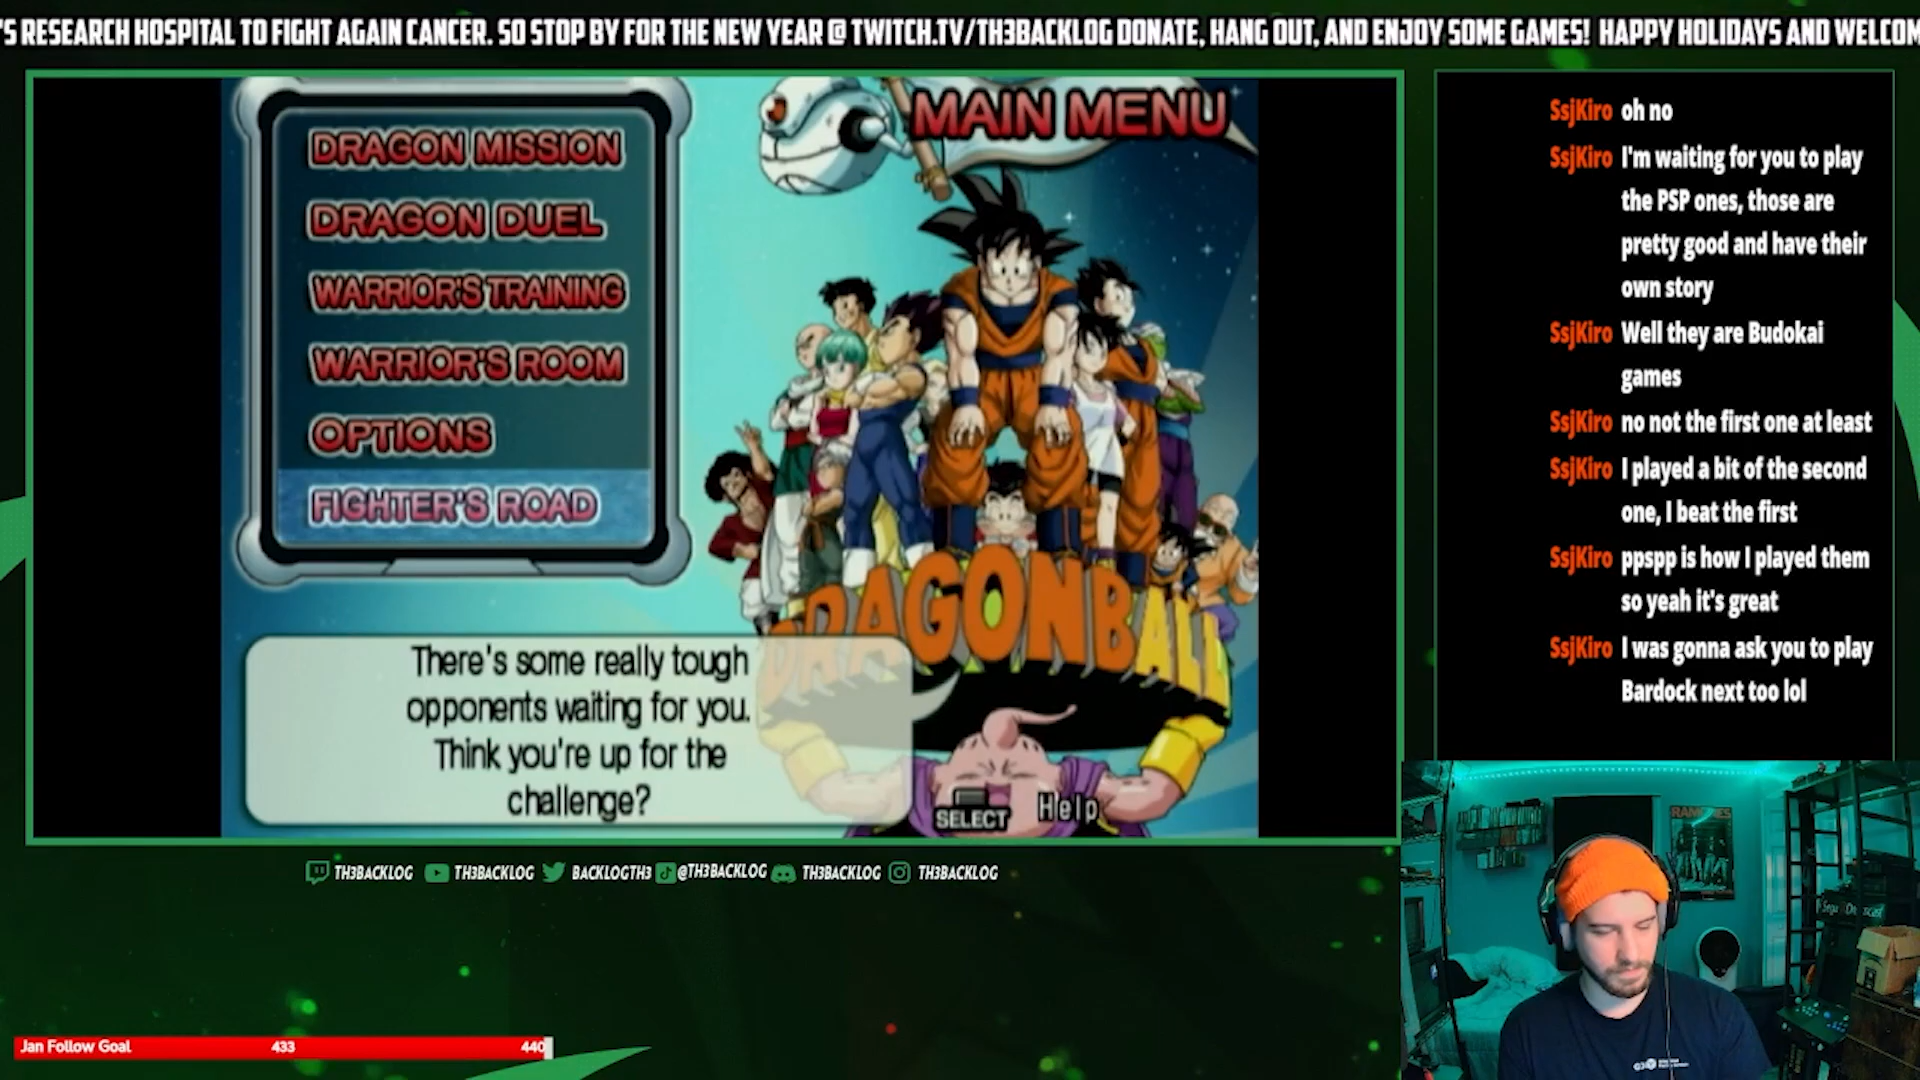 'S RESEARCH HOSPITAL TO FIGHT AGAIN CANCER. SO STOP BY FOR THE NEW YEAR @ TWITCH.TV/TH3BACKLOG DONATE, HANG OUT, AND ENJOY SOME GAMES! HAPPY HOLIDAYS AND WELCOM
MAIN MENU
DRAGON MISSION
DRAGON DUEL
WARRIOR'S TRAINING
WARRIOR'S ROOM
OPTIONS
FIGHTER'S ROAD
DRAGONBALL
There's some really tough
opponents waiting for you.
Think you're up for the
challenge?
SELECT Help
SsjKiro oh no
SsjKiro I'm waiting for you to play
the PSP ones, those are
pretty good and have their
own story
SsjKiro Well they are Budokai
games
SsjKiro no not the first one at least
SsjKiro I played a bit of the second
one, I beat the first
SsjKiro ppspp is how I played them
so yeah it's great
SsjKiro I was gonna ask you to play
Bardock next too lol
TH3BACKLOG TH3BACKLOG BACKLOGTH3 @TH3BACKLOG TH3BACKLOG TH3BACKLOG
RAMONES
Sega Dreamcast
Jan Follow Goal 433 440